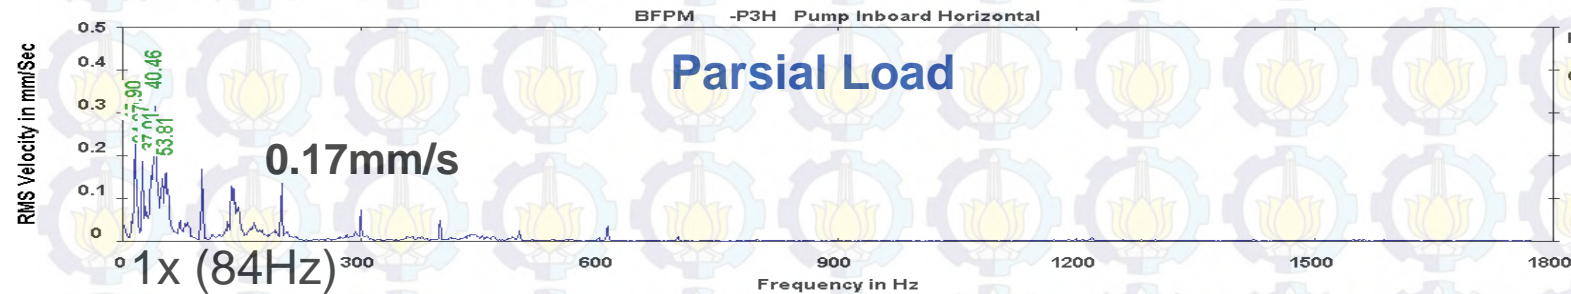 BFPM -P3H Pump Inboard Horizontal
Parsial Load
RMS Velocity in mm/Sec
0.5
0.4
0.3
0.2
0.1
0
40.46
53.81
0.17mm/s
1x (84Hz)
0 300 600 900 1200 1500 1800
Frequency in Hz